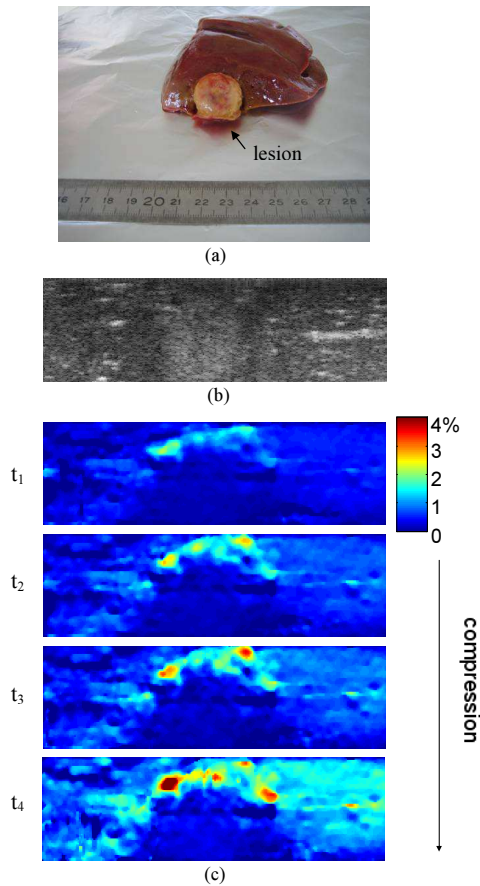 lesion
16 17 18 19 20 21 22 23 24 25 26 27 28
(a)
(b)
4%
3
2
1
0
t₁
t₂
t₃
t₄
compression
(c)